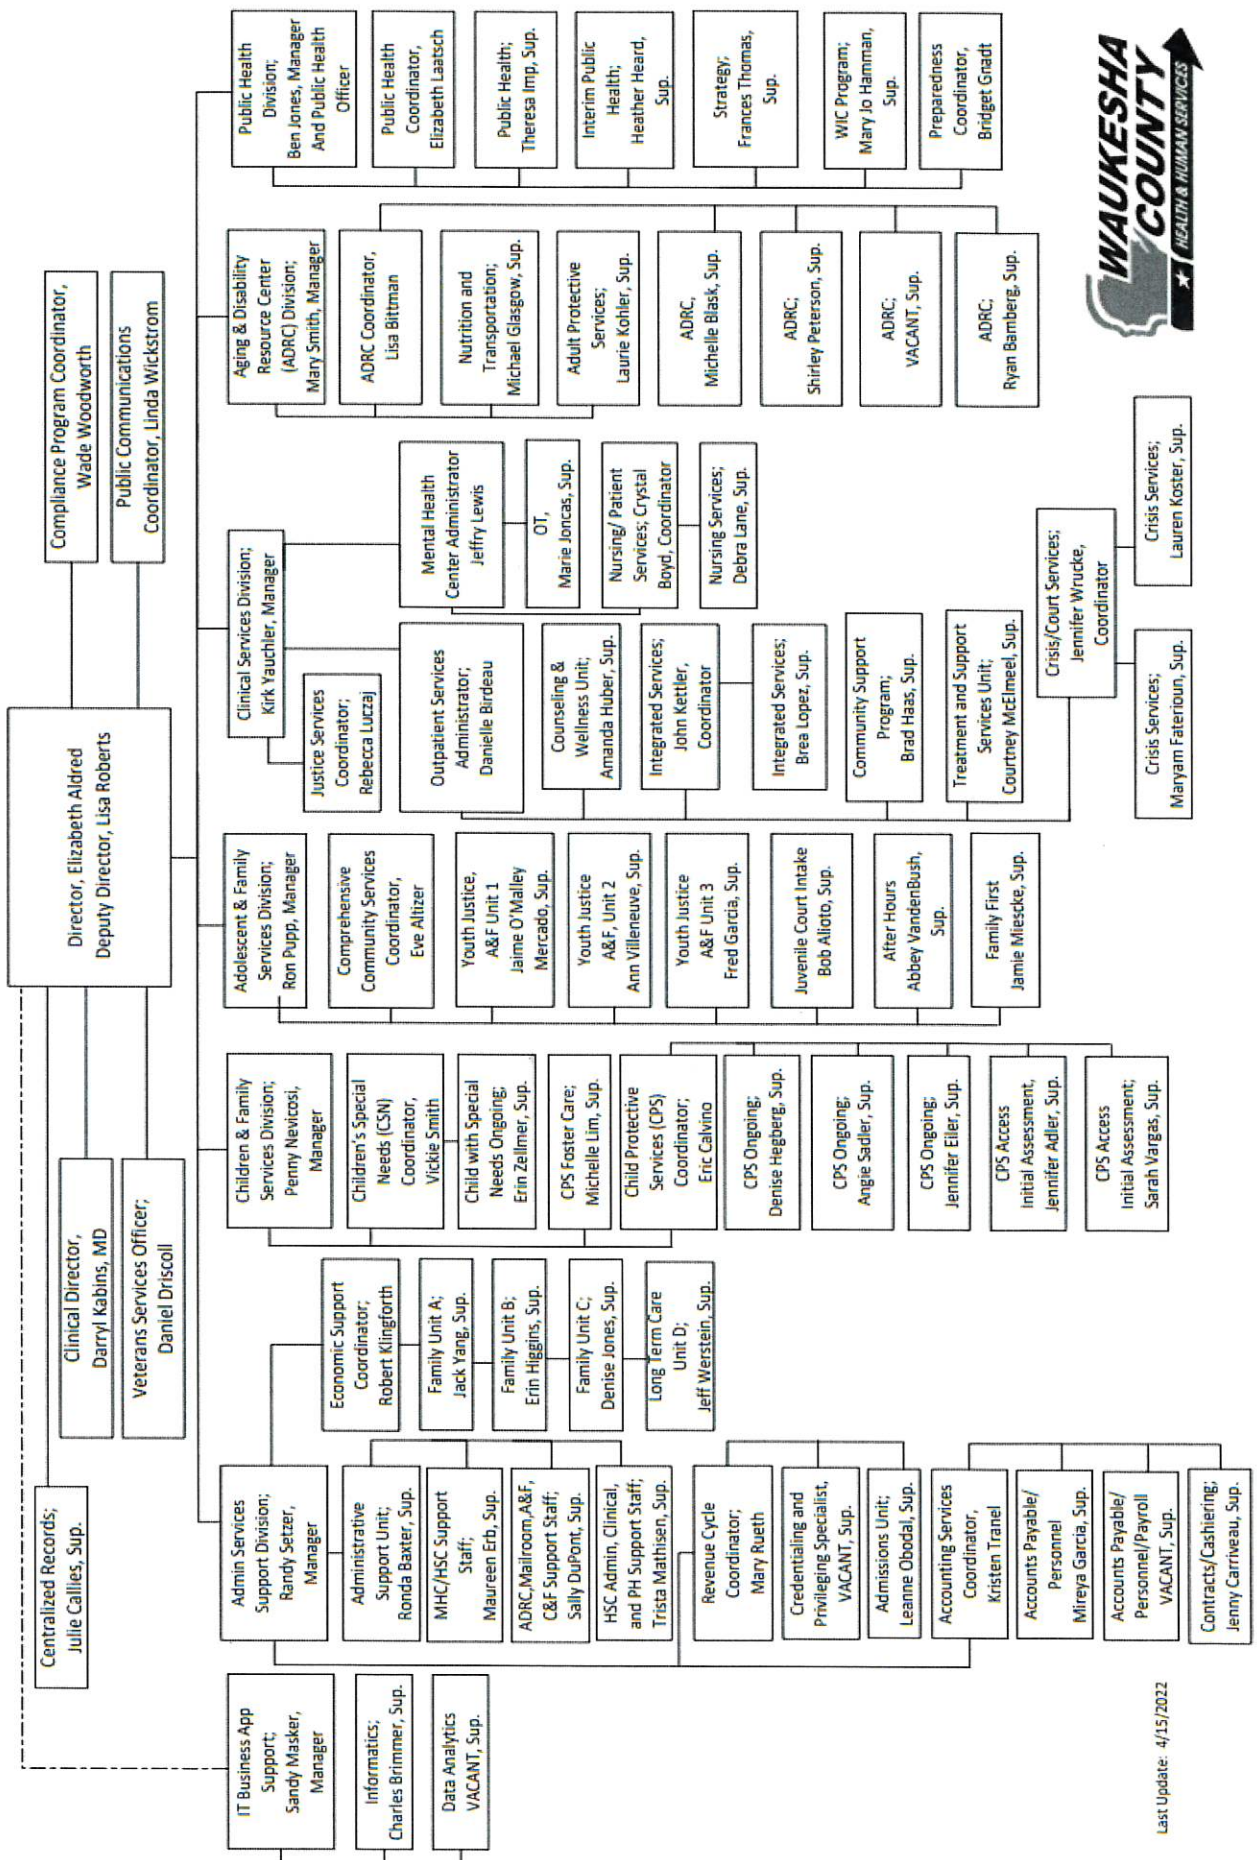 Director, Elizabeth Aldred
Deputy Director, Lisa Roberts
Compliance Program Coordinator,
Wade Woodworth
Public Communications
Coordinator, Linda Wickstrom
Centralized Records;
Julie Callies, Sup.
Clinical Director,
Darryl Kabins, MD
Veterans Services Officer;
Daniel Driscoll
IT Business App
Support;
Sandy Masker,
Manager
Informatics;
Charles Brimmer, Sup.
Data Analytics
VACANT, Sup.
Admin Services
Support Division;
Randy Setzer,
Manager
Administrative
Support Unit;
Ronda Baxter, Sup.
MHC/HSC Support
Staff;
Maureen Erb, Sup.
ADRC,Mailroom,A&F,
C&F Support Staff;
Sally DuPont, Sup.
HSC Admin, Clinical,
and PH Support Staff;
Trista Mathisen, Sup.
Revenue Cycle
Coordinator;
Mary Rueth
Credentialing and
Privileging Specialist,
VACANT, Sup.
Admissions Unit;
Leanne Obodal, Sup.
Accounting Services
Coordinator,
Kristen Tranel
Accounts Payable/
Personnel
Mireya Garcia, Sup.
Accounts Payable/
Personnel/Payroll
VACANT, Sup.
Contracts/Cashiering;
Jenny Carriveau, Sup.
Economic Support
Coordinator;
Robert Klingforth
Family Unit A;
Jack Yang, Sup.
Family Unit B;
Erin Higgins, Sup.
Family Unit C;
Denise Jones, Sup.
Long Term Care
Unit D;
Jeff Werstein, Sup.
Children & Family
Services Division;
Penny Nevicosi,
Manager
Children's Special
Needs (CSN)
Coordinator,
Vickie Smith
Child with Special
Needs Ongoing;
Erin Zellmer, Sup.
CPS Foster Care;
Michelle Lim, Sup.
Child Protective
Services (CPS)
Coordinator;
Eric Calvino
CPS Ongoing;
Denise Hegberg, Sup.
CPS Ongoing;
Angie Sadler, Sup.
CPS Ongoing;
Jennifer Eiler, Sup.
CPS Access
Initial Assessment,
Jennifer Adler, Sup.
CPS Access
Initial Assessment;
Sarah Vargas, Sup.
Adolescent & Family
Services Division;
Ron Pupp, Manager
Comprehensive
Community Services
Coordinator,
Eve Altizer
Youth Justice,
A&F Unit 1
Jaime O'Malley
Mercado, Sup.
Youth Justice
A&F, Unit 2
Ann Villeneuve, Sup.
Youth Justice
A&F Unit 3
Fred Garcia, Sup.
Juvenile Court Intake
Bob Alioto, Sup.
After Hours
Abbey VandenBush,
Sup.
Family First
Jamie Miescke, Sup.
Clinical Services Division;
Kirk Yauchler, Manager
Justice Services
Coordinator;
Rebecca Luczaj
Outpatient Services
Administrator;
Danielle Birdeau
Counseling &
Wellness Unit;
Amanda Huber, Sup.
Integrated Services;
John Kettler,
Coordinator
Integrated Services;
Brea Lopez, Sup.
Community Support
Program;
Brad Haas, Sup.
Treatment and Support
Services Unit;
Courtney McElmeel, Sup.
Crisis/Court Services;
Jennifer Wrucke,
Coordinator
Crisis Services;
Maryam Faterioun, Sup.
Crisis Services;
Lauren Koster, Sup.
Mental Health
Center Administrator
Jeffry Lewis
OT,
Marie Joncas, Sup.
Nursing/ Patient
Services; Crystal
Boyd, Coordinator
Nursing Services;
Debra Lane, Sup.
Aging & Disability
Resource Center
(ADRC) Division;
Mary Smith, Manager
ADRC Coordinator,
Lisa Bittman
Nutrition and
Transportation;
Michael Glasgow, Sup.
Adult Protective
Services;
Laurie Kohler, Sup.
ADRC,
Michelle Blask, Sup.
ADRC;
Shirley Peterson, Sup.
ADRC;
VACANT, Sup.
ADRC;
Ryan Bamberg, Sup.
Public Health
Division;
Ben Jones, Manager
And Public Health
Officer
Public Health
Coordinator,
Elizabeth Laatsch
Public Health;
Theresa Imp, Sup.
Interim Public
Health;
Heather Heard,
Sup.
Strategy;
Frances Thomas,
Sup.
WIC Program;
Mary Jo Hamman,
Sup.
Preparedness
Coordinator,
Bridget Gnadt
Last Update: 4/15/2022
WAUKESHA
COUNTY
HEALTH & HUMAN SERVICES